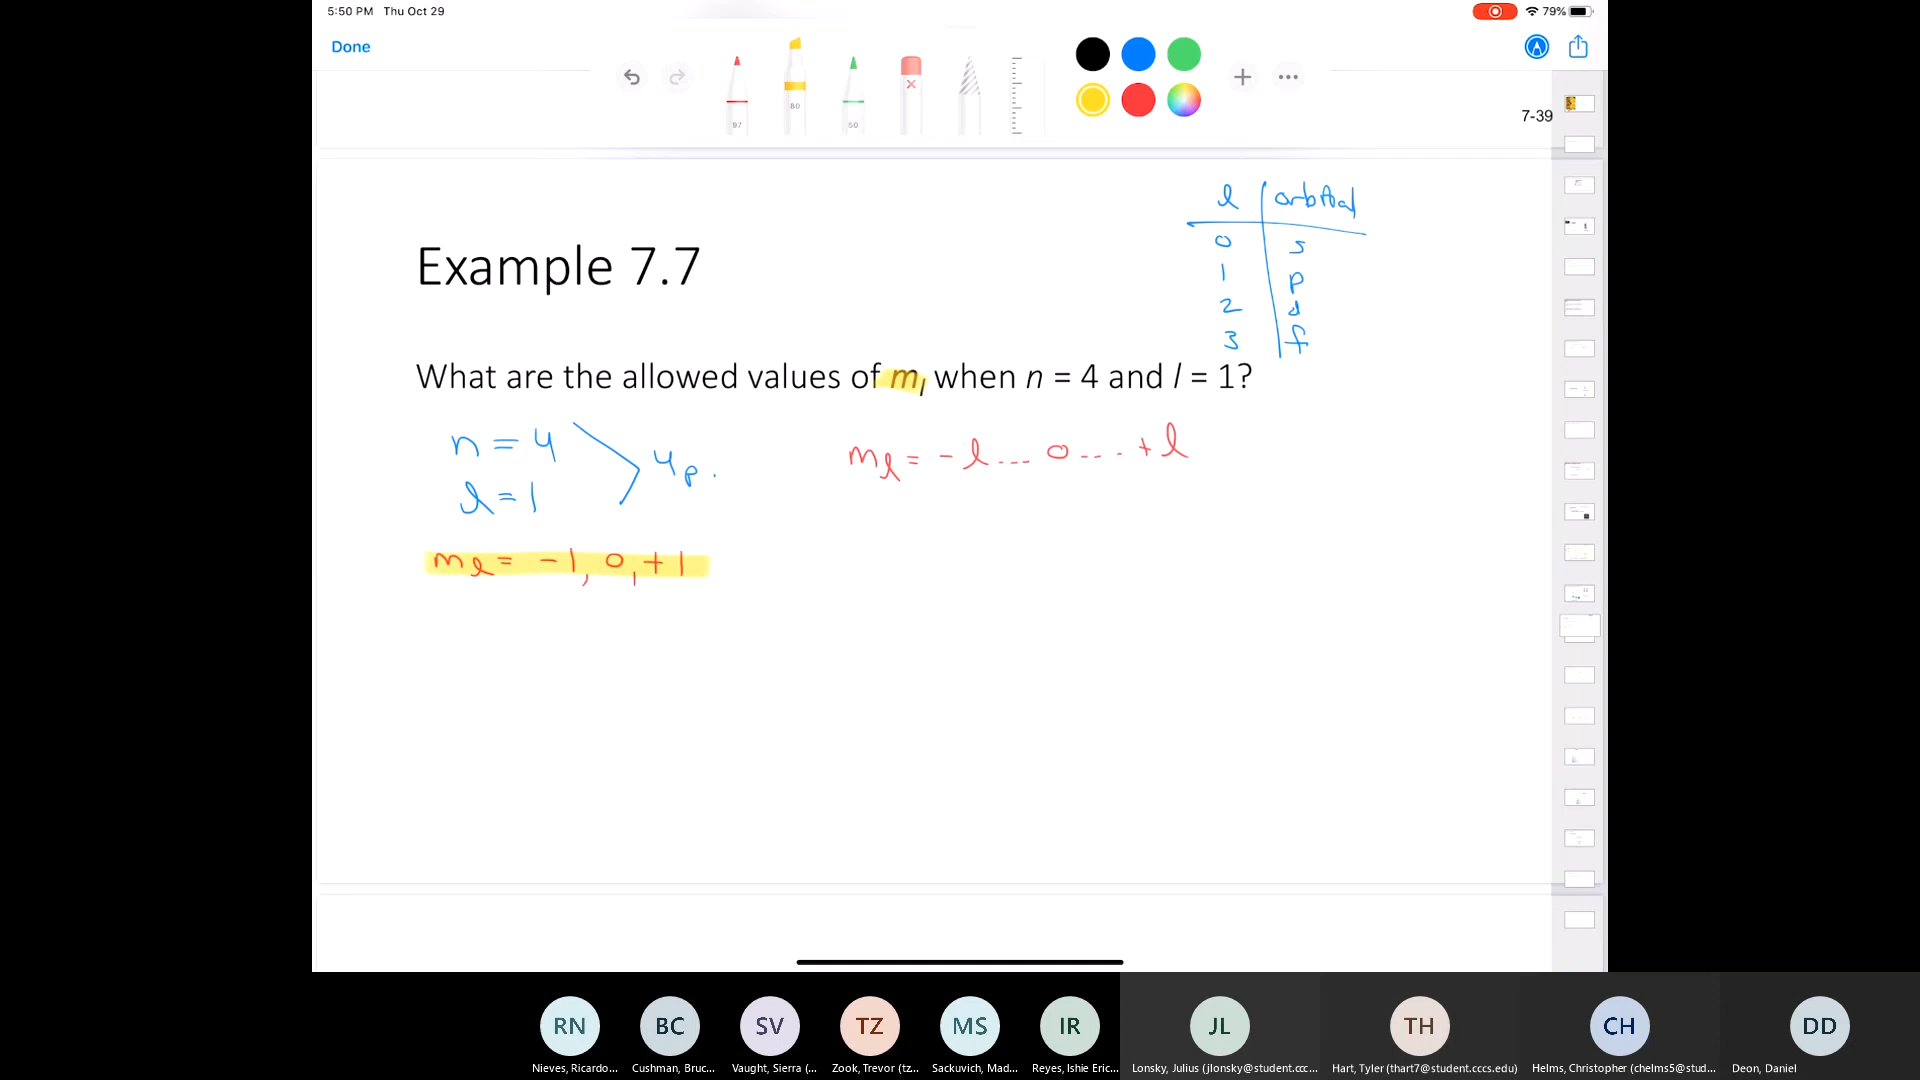 5:50 PM Thu Oct 29
79%
Done
97
80
50
7-39
l orbital
0 s
1 p
2 d
3 f
Example 7.7
What are the allowed values of ml when n = 4 and l = 1?
n = 4
l = 1
4p.
ml = -l ... 0 ... +l
ml = -1, 0, +1
RN BC SV TZ MS IR JL TH CH DD
Nieves, Ricardo... Cushman, Bruc... Vaught, Sierra (... Zook, Trevor (tz... Sackuvich, Mad... Reyes, Ishie Eric... Lonsky, Julius (jlonsky@student.ccc... Hart, Tyler (thart7@student.cccs.edu) Helms, Christopher (chelms5@stud... Deon, Daniel